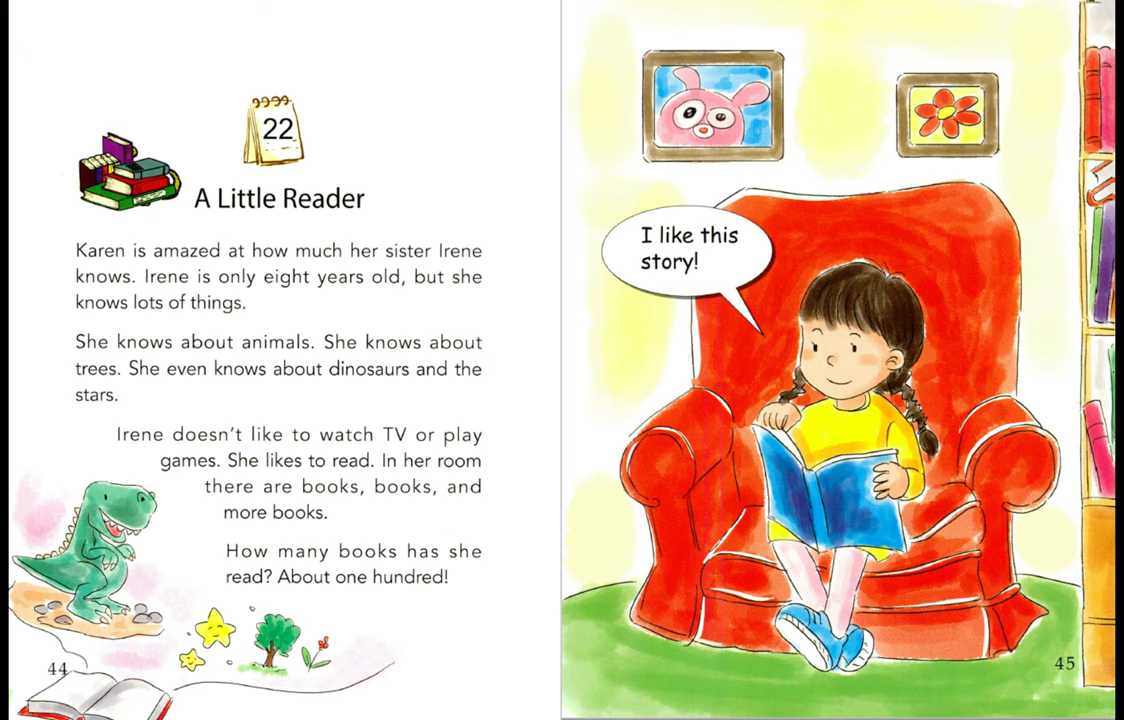 22
A Little Reader
Karen is amazed at how much her sister Irene
knows. Irene is only eight years old, but she
knows lots of things.
She knows about animals. She knows about
trees. She even knows about dinosaurs and the
stars.
Irene doesn't like to watch TV or play
games. She likes to read. In her room
there are books, books, and
more books.
How many books has she
read? About one hundred!
44
I like this
story!
45